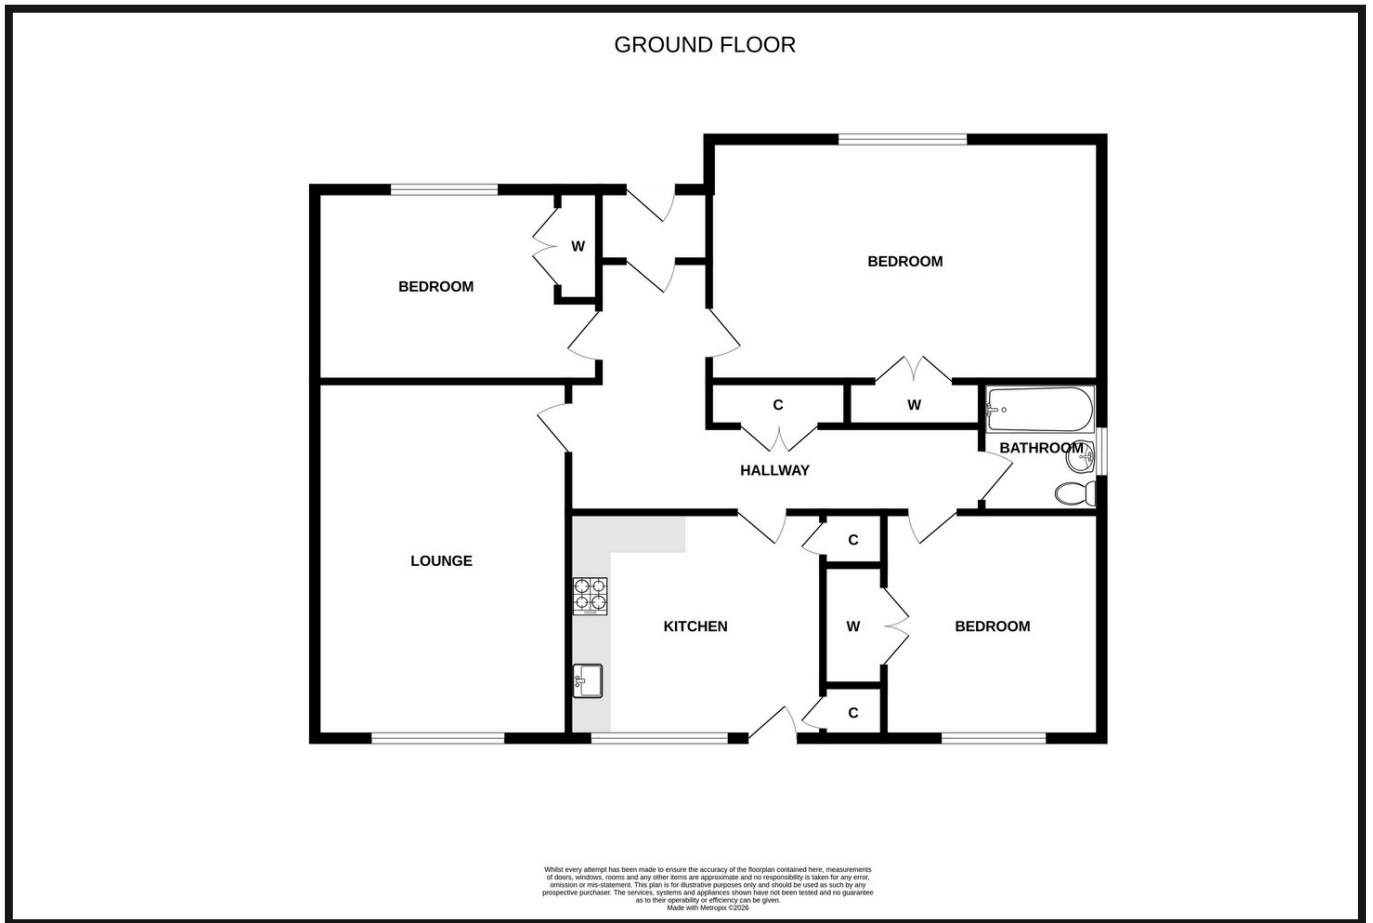 GROUND FLOOR
BEDROOM
W
BEDROOM
C
W
BATHROOM
HALLWAY
LOUNGE
KITCHEN
C
W
BEDROOM
C
Whilst every attempt has been made to ensure the accuracy of the floorplan contained here, measurements
of doors, windows, rooms and any other items are approximate and no responsibility is taken for any error,
omission or mis-statement. This plan is for illustrative purposes only and should be used as such by any
prospective purchaser. The services, systems and appliances shown have not been tested and no guarantee
as to their operability or efficiency can be given.
Made with Metropix ©2026